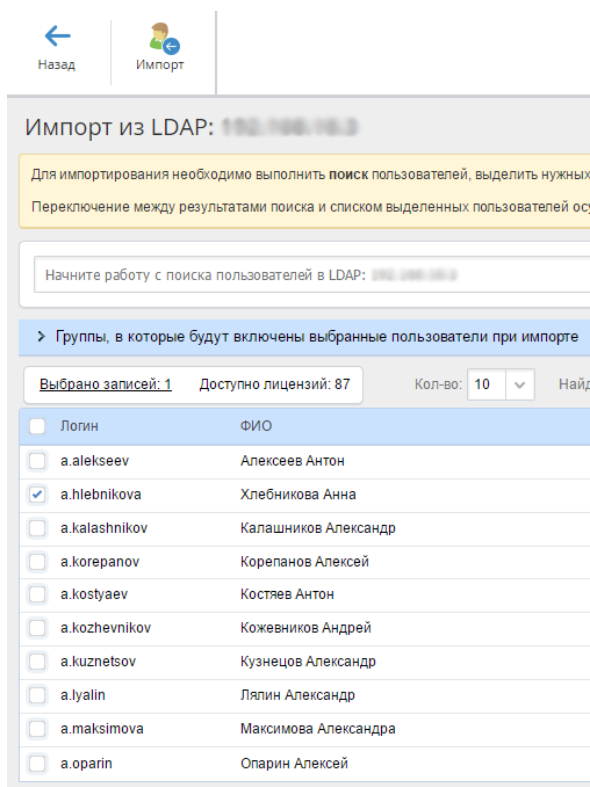 Назад
Импорт
Импорт из LDAP:
Для импортирования необходимо выполнить поиск пользователей, выделить нужных
Переключение между результатами поиска и списком выделенных пользователей осу
Начните работу с поиска пользователей в LDAP:
Группы, в которые будут включены выбранные пользователи при импорте
Выбрано записей: 1 Доступно лицензий: 87 Кол-во: 10 Найд
Логин ФИО
a.alekseev Алексеев Антон
a.hlebnikova Хлебникова Анна
a.kalashnikov Калашников Александр
a.korepanov Корепанов Алексей
a.kostyaev Костяев Антон
a.kozhevnikov Кожевников Андрей
a.kuznetsov Кузнецов Александр
a.lyalin Лялин Александр
a.maksimova Максимова Александра
a.oparin Опарин Алексей